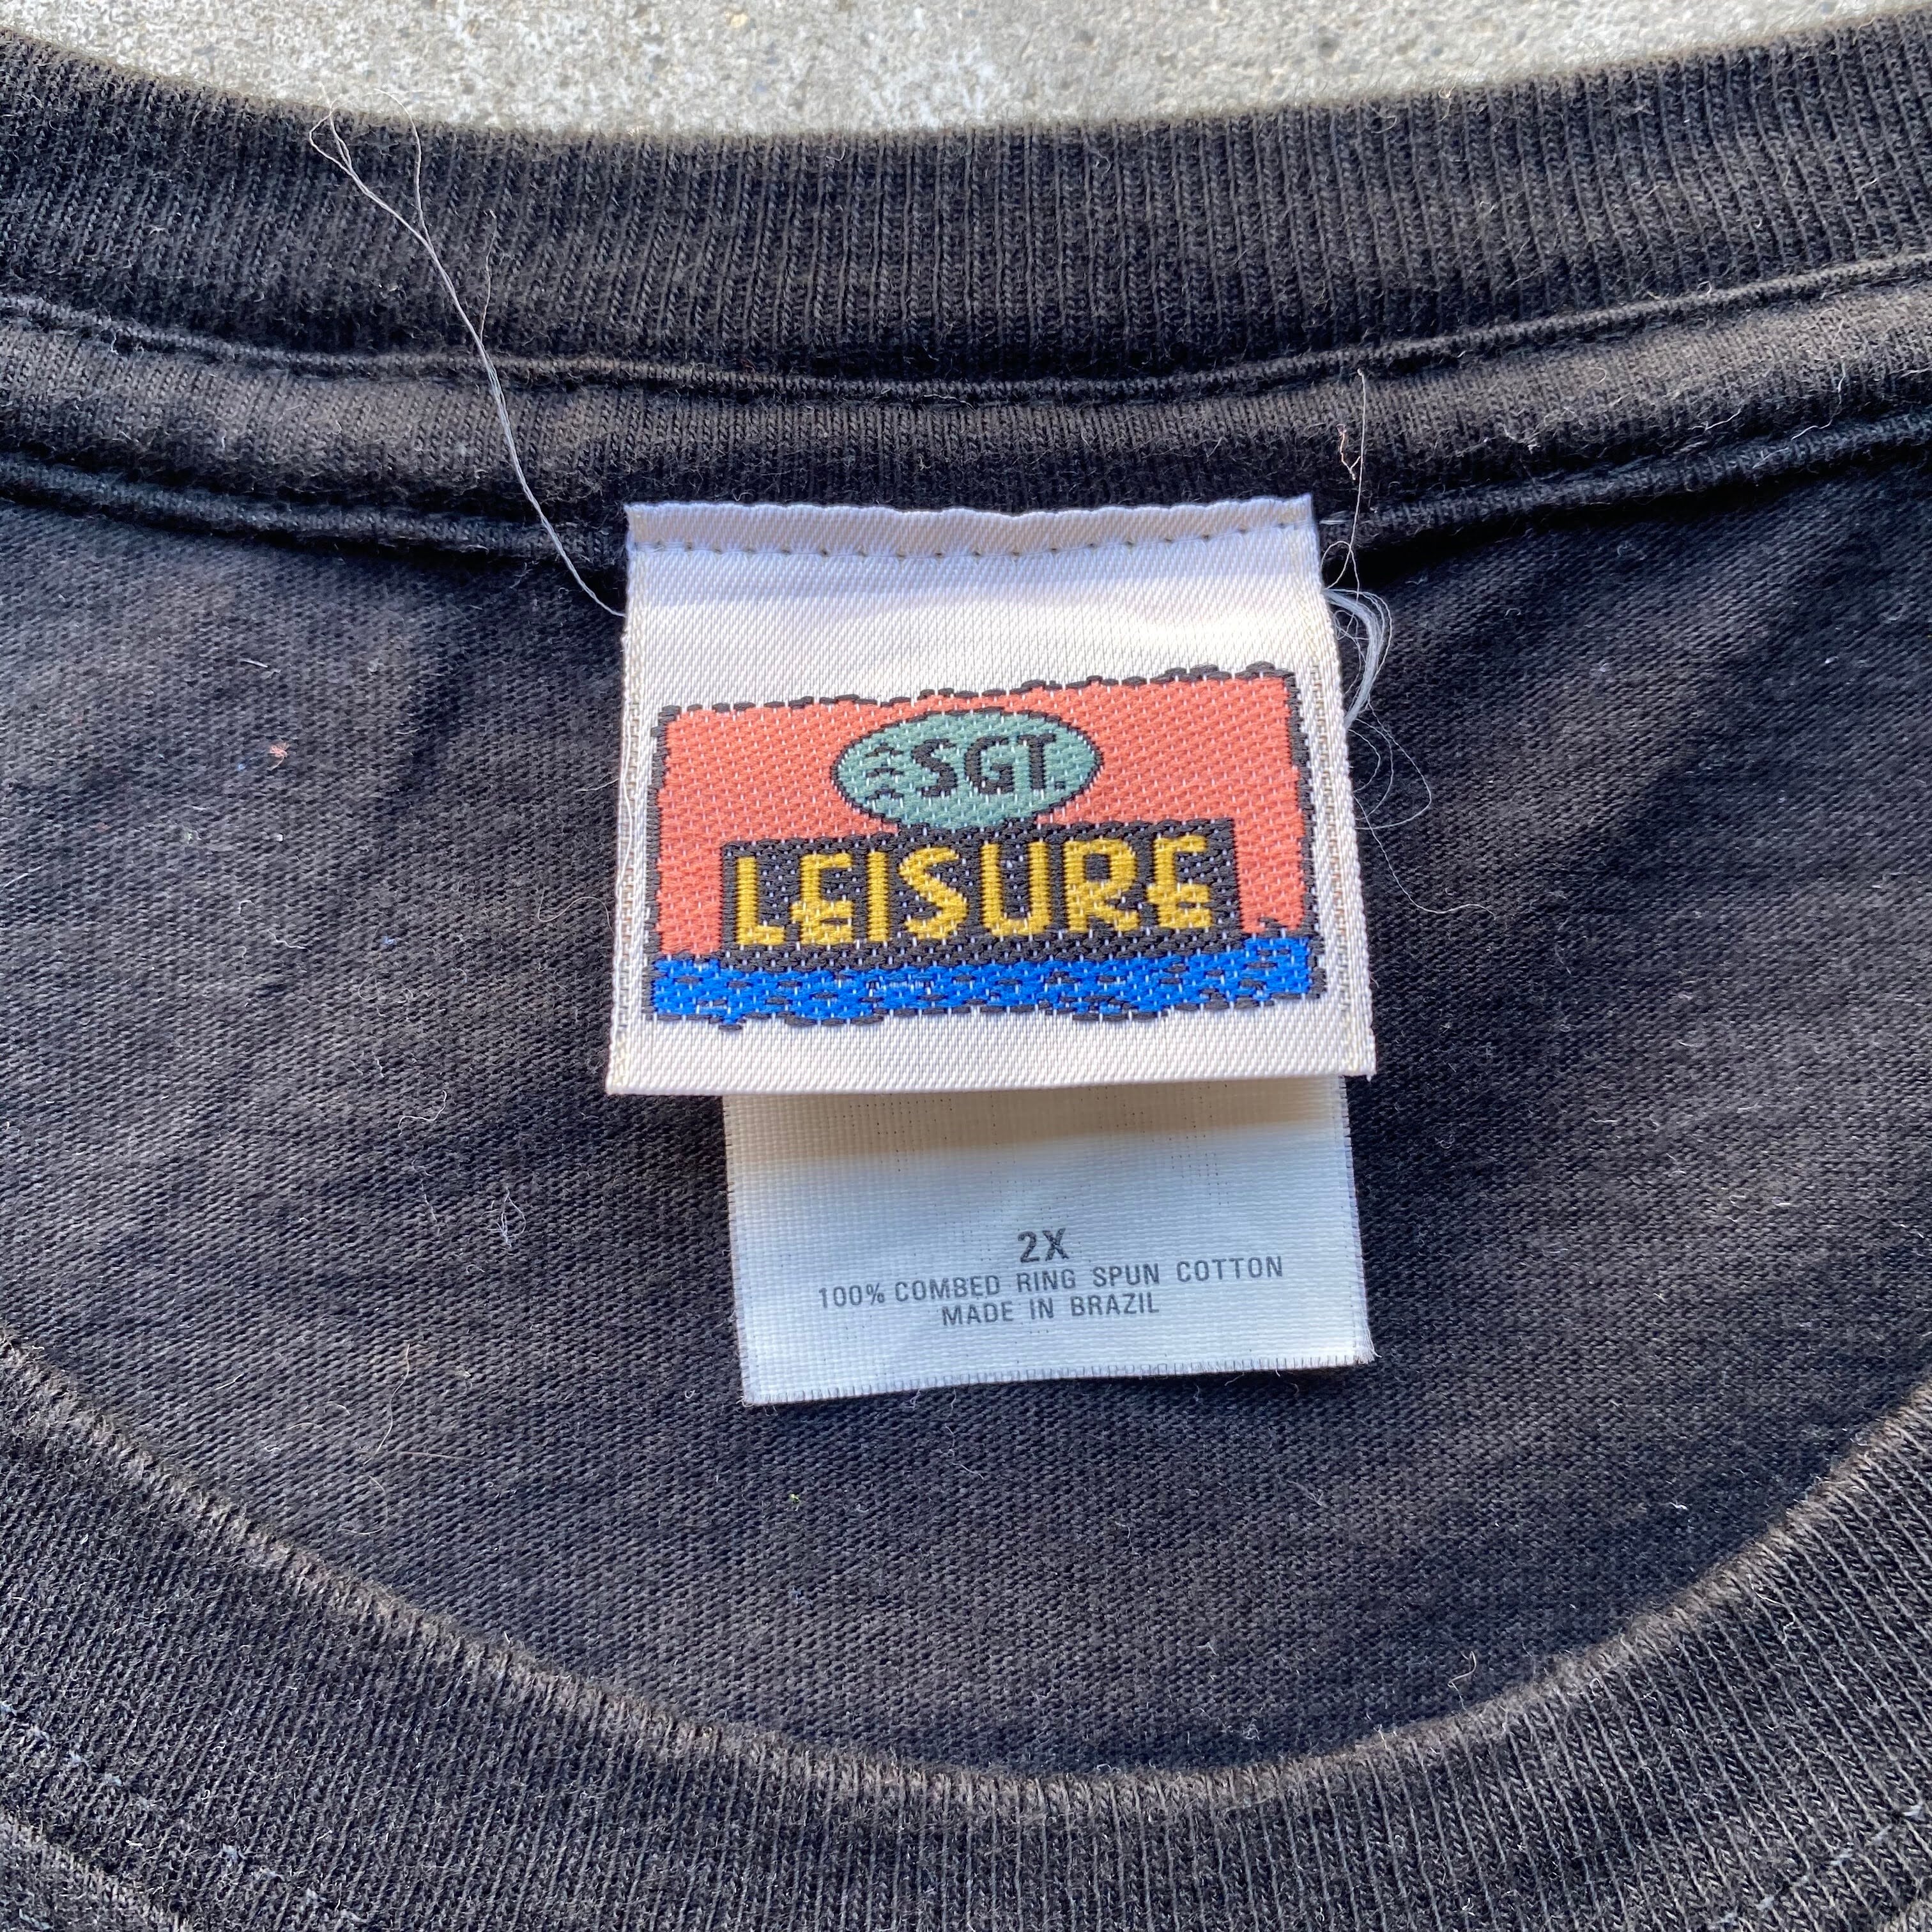 SGT.
LEISURE
2X
100% COMBED RING SPUN COTTON
MADE IN BRAZIL